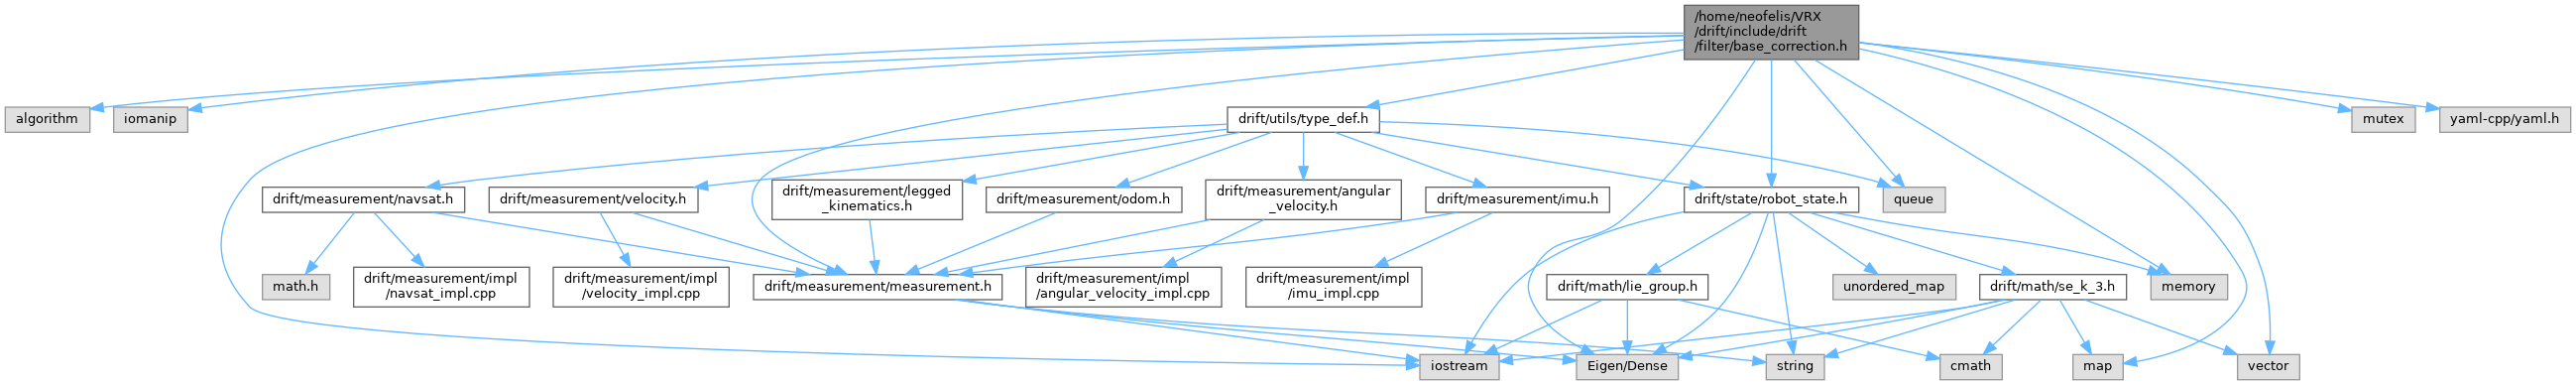 /home/neofelis/VRX
/drift/include/drift
/filter/base_correction.h
algorithm
iomanip
drift/utils/type_def.h
mutex
yaml-cpp/yaml.h
drift/measurement/navsat.h
drift/measurement/velocity.h
drift/measurement/legged
_kinematics.h
drift/measurement/odom.h
drift/measurement/angular
_velocity.h
drift/measurement/imu.h
drift/state/robot_state.h
queue
math.h
drift/measurement/impl
/navsat_impl.cpp
drift/measurement/impl
/velocity_impl.cpp
drift/measurement/measurement.h
drift/measurement/impl
/angular_velocity_impl.cpp
drift/measurement/impl
/imu_impl.cpp
drift/math/lie_group.h
unordered_map
drift/math/se_k_3.h
memory
iostream
Eigen/Dense
string
cmath
map
vector